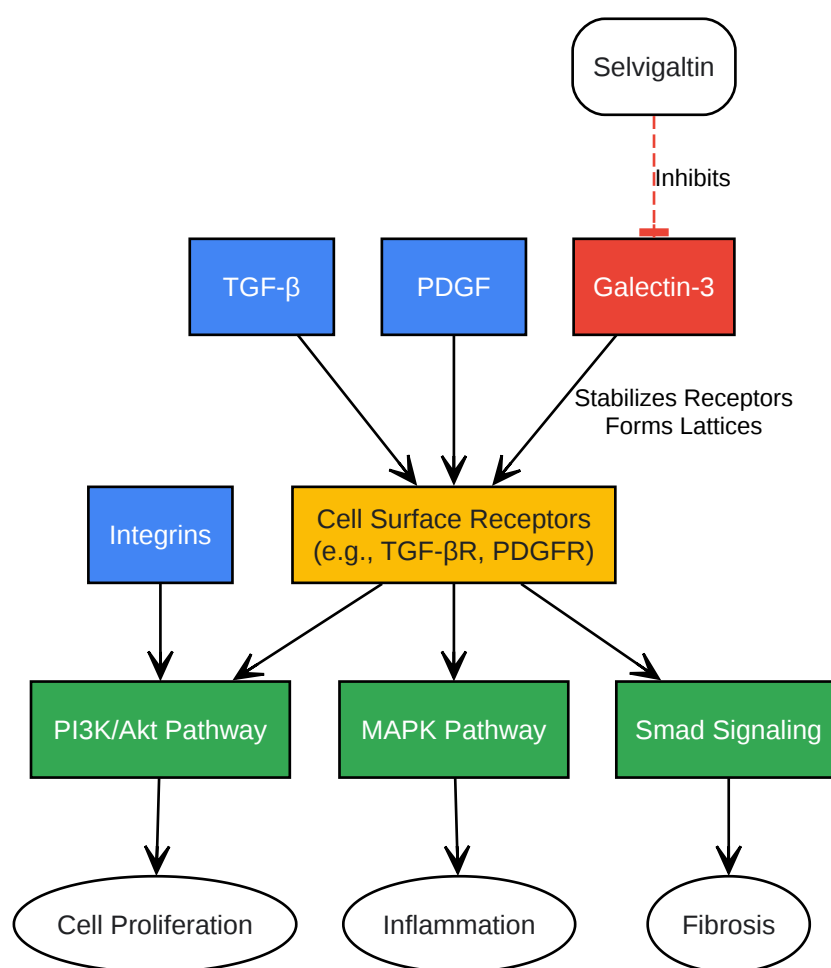 Selvigaltin
Inhibits
TGF-β
PDGF
Galectin-3
Stabilizes Receptors
Forms Lattices
Integrins
Cell Surface Receptors
(e.g., TGF-βR, PDGFR)
PI3K/Akt Pathway
MAPK Pathway
Smad Signaling
Cell Proliferation
Inflammation
Fibrosis